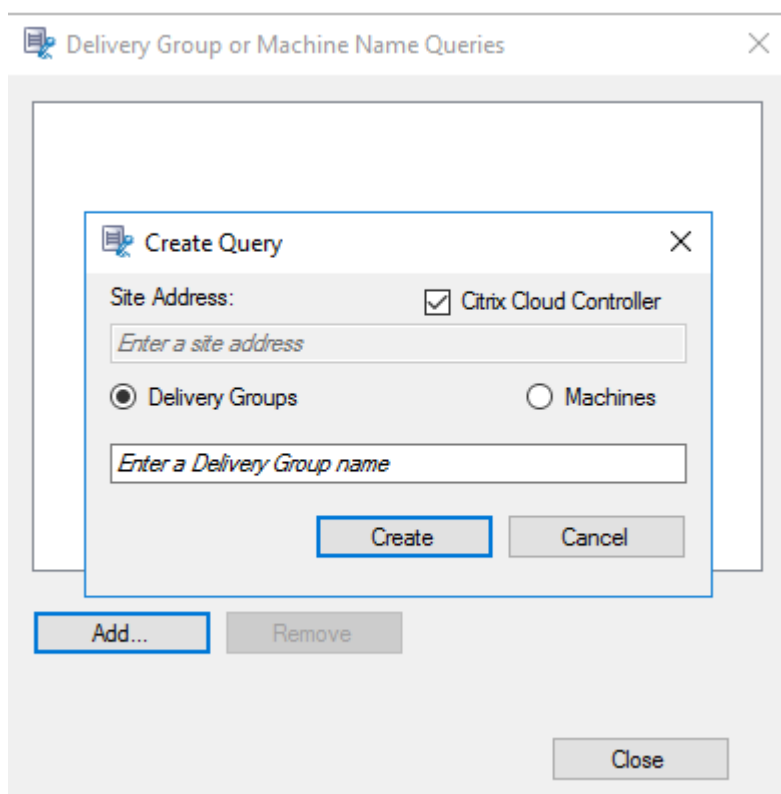 Delivery Group or Machine Name Queries
Create Query
Site Address:
Citrix Cloud Controller
Enter a site address
Delivery Groups
Machines
Enter a Delivery Group name
Create
Cancel
Add...
Remove
Close